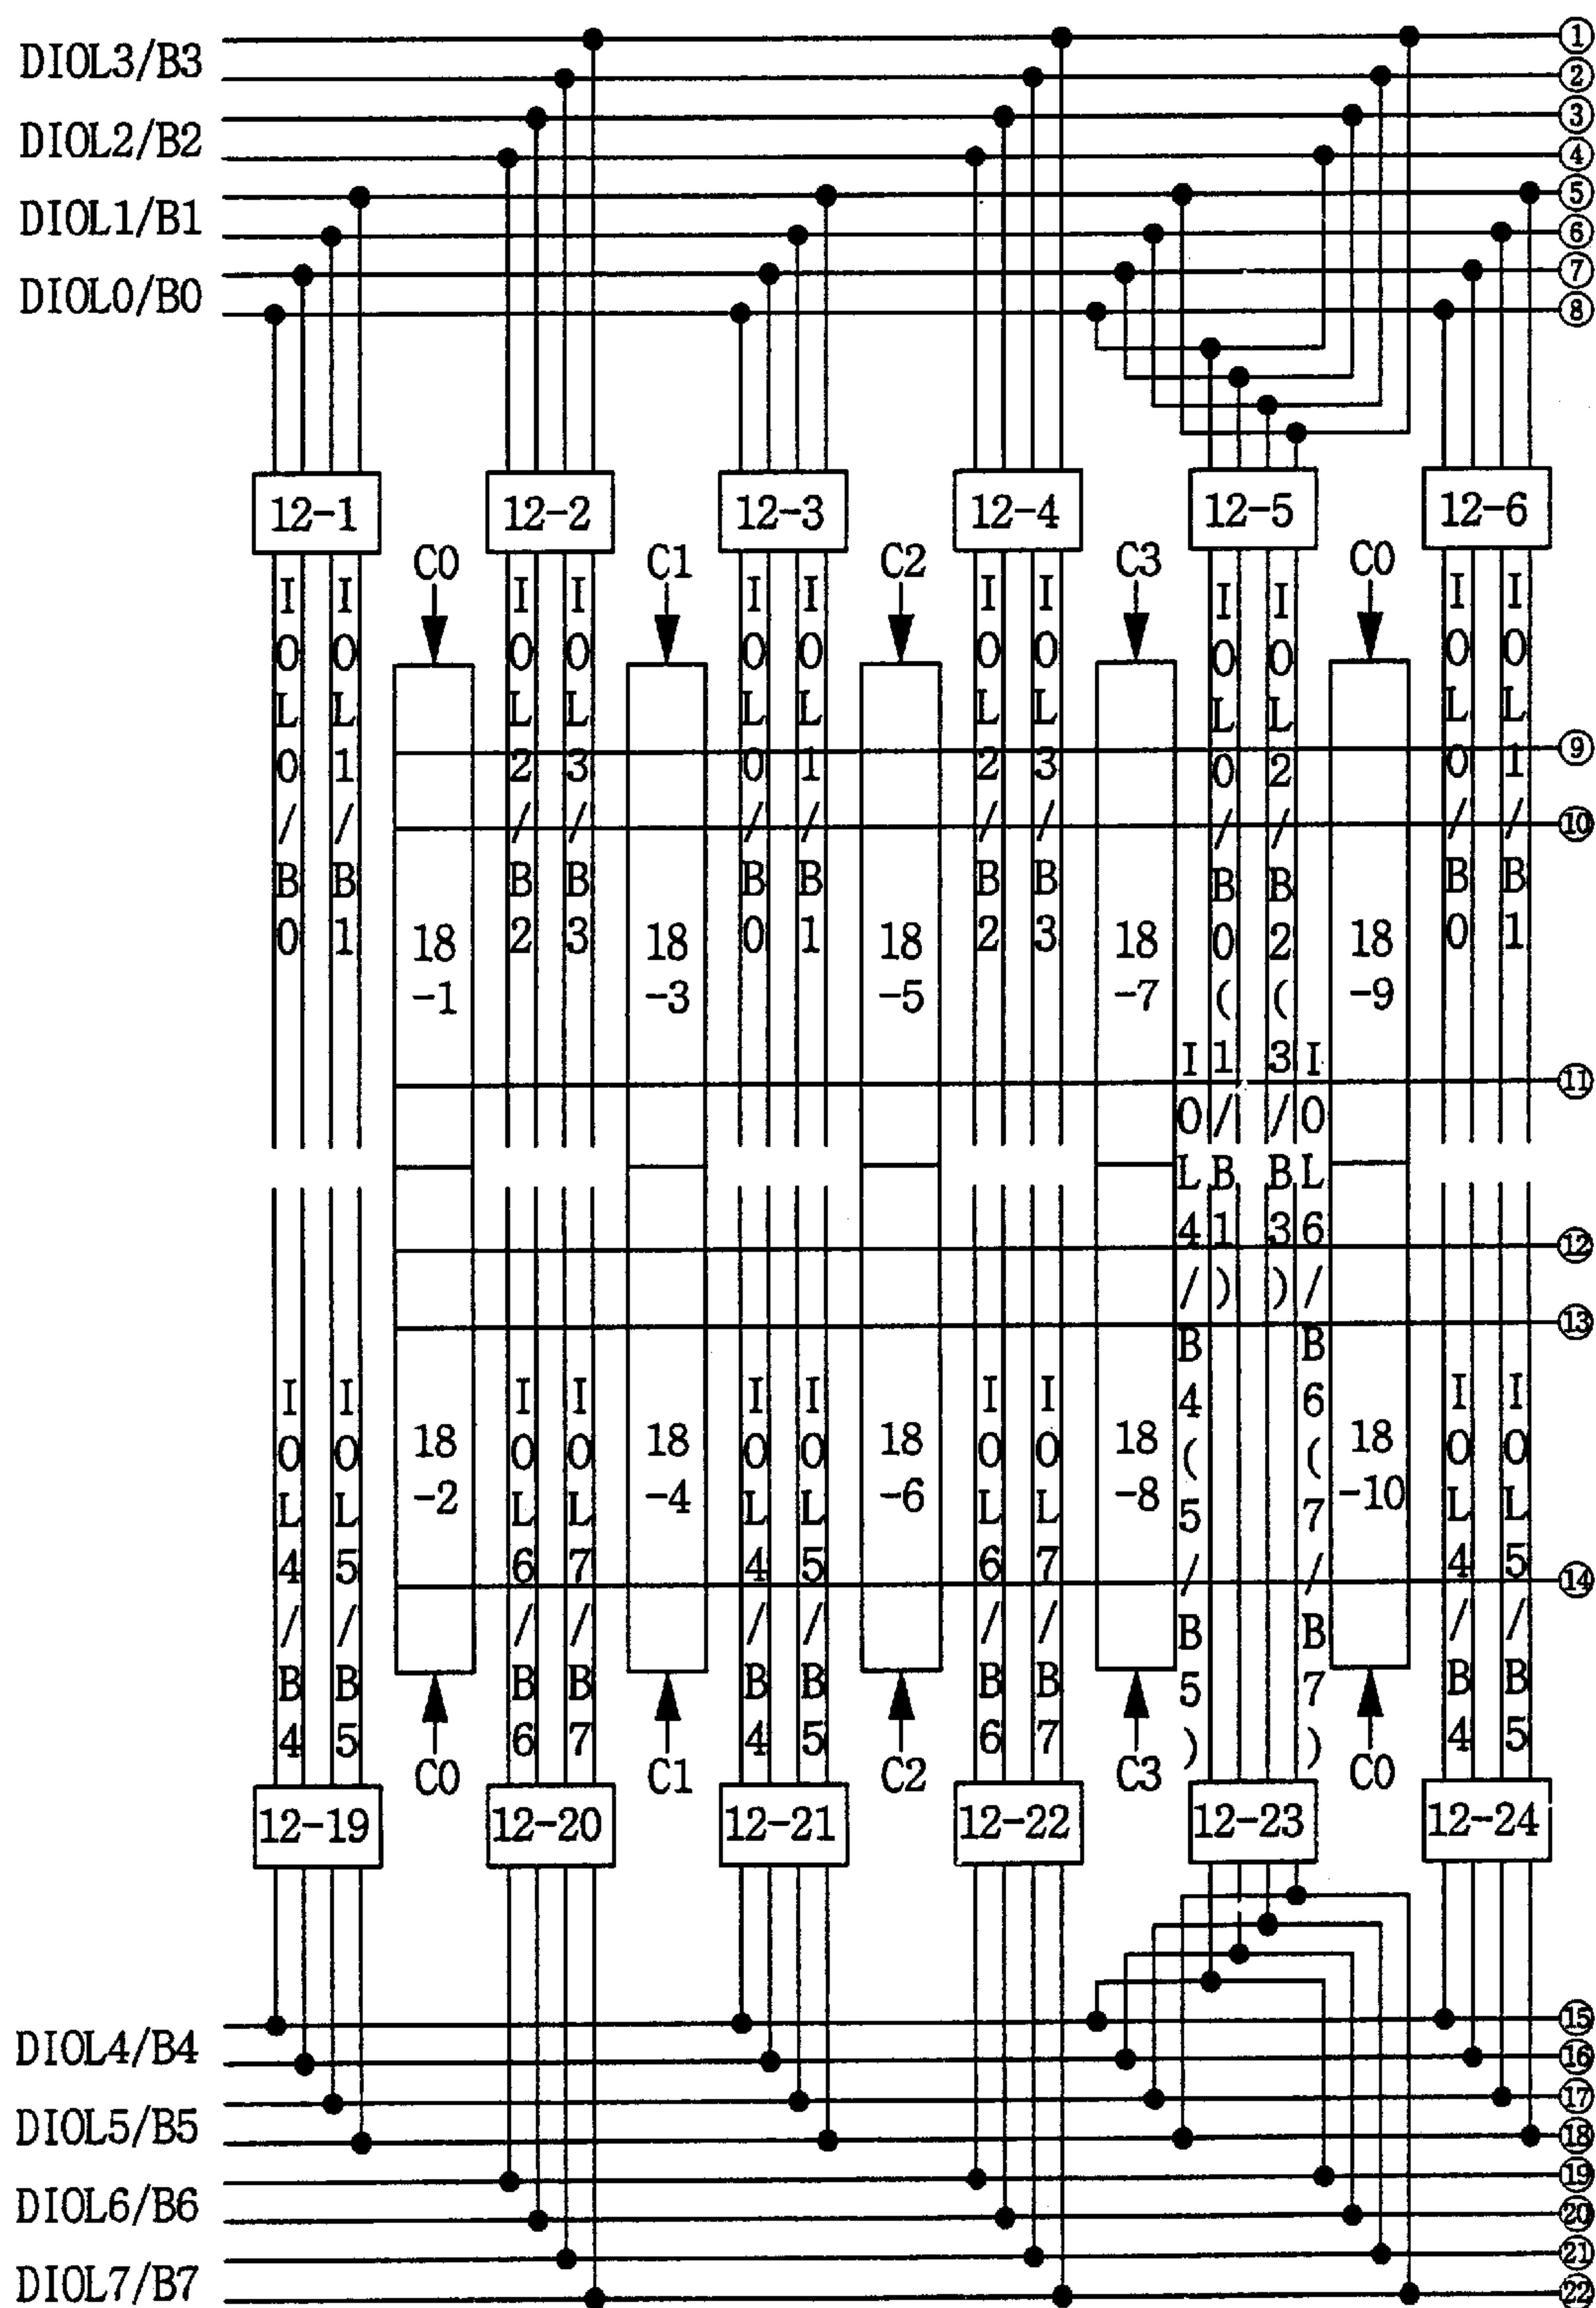 DIOL3/B3
①
②
DIOL2/B2
③
④
DIOL1/B1
⑤
⑥
DIOL0/B0
⑦
⑧
12-1
12-2
12-3
12-4
12-5
12-6
C0
C1
C2
C3
C0
IOL0/B0
IOL1/B1
IOL2/B2
IOL3/B3
IOL0/B0
IOL1/B1
IOL2/B2
IOL3/B3
IOL0/B0(1/B1)
IOL2/B2(3/B3)
IOL0/B0
IOL1/B1
⑨
⑩
18-1
18-3
18-5
18-7
18-9
⑪
⑫
⑬
IOL4/B4
IOL5/B5
IOL6/B6
IOL7/B7
IOL4/B4
IOL5/B5
IOL6/B6
IOL7/B7
IOL4/B4(5/B5)
IOL6/B6(7/B7)
IOL4/B4
IOL5/B5
18-2
18-4
18-6
18-8
18-10
⑭
C0
C1
C2
C3
C0
12-19
12-20
12-21
12-22
12-23
12-24
DIOL4/B4
⑮
⑯
DIOL5/B5
⑰
⑱
DIOL6/B6
⑲
⑳
DIOL7/B7
㉑
㉒